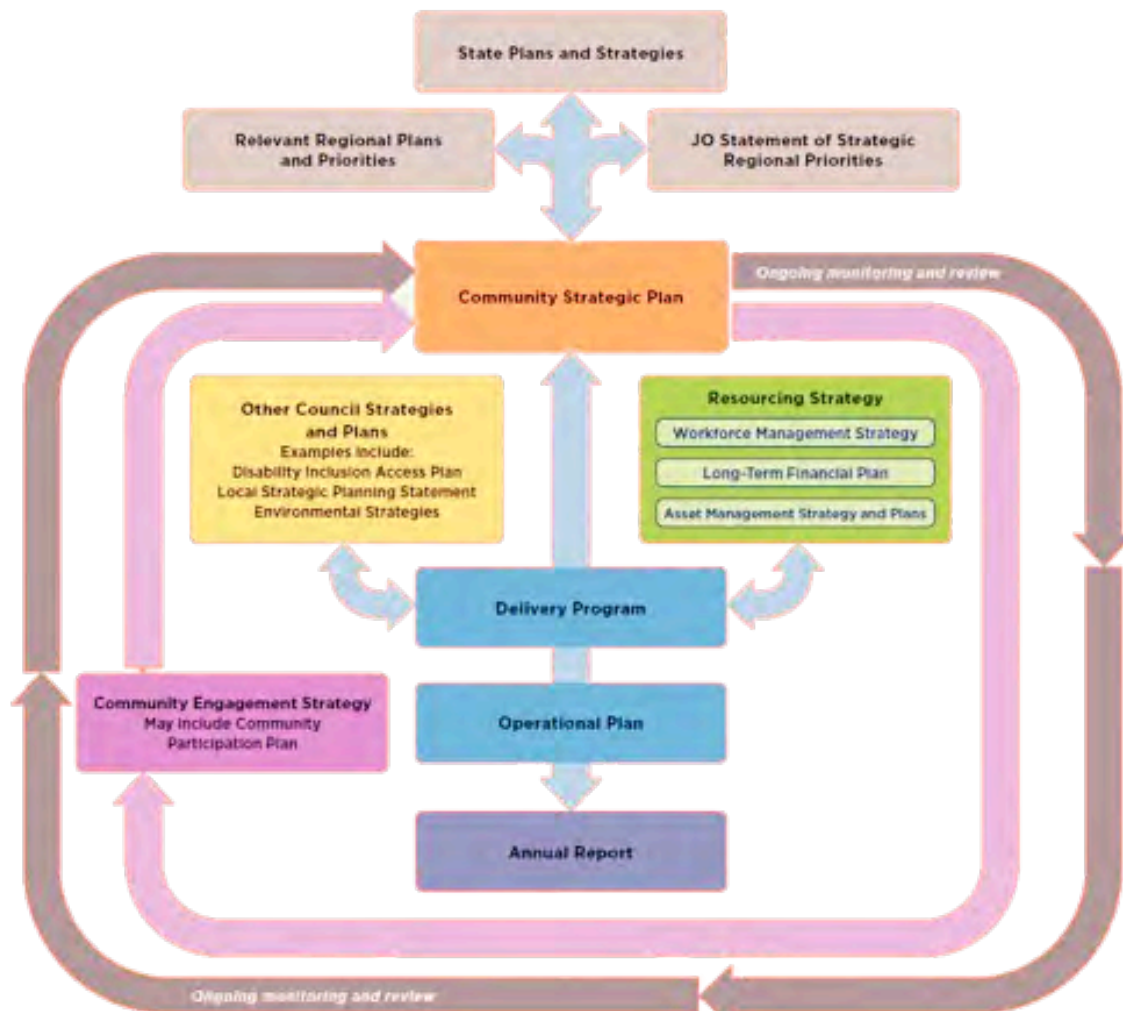 State Plans and Strategies
Relevant Regional Plans
and Priorities
JO Statement of Strategic
Regional Priorities
Community Strategic Plan
Ongoing monitoring and review
Other Council Strategies
and Plans
Examples Include:
Disability Inclusion Access Plan
Local Strategic Planning Statement
Environmental Strategies
Resourcing Strategy
Workforce Management Strategy
Long-Term Financial Plan
Asset Management Strategy and Plans
Delivery Program
Community Engagement Strategy
May Include Community
Participation Plan
Operational Plan
Annual Report
Ongoing monitoring and review